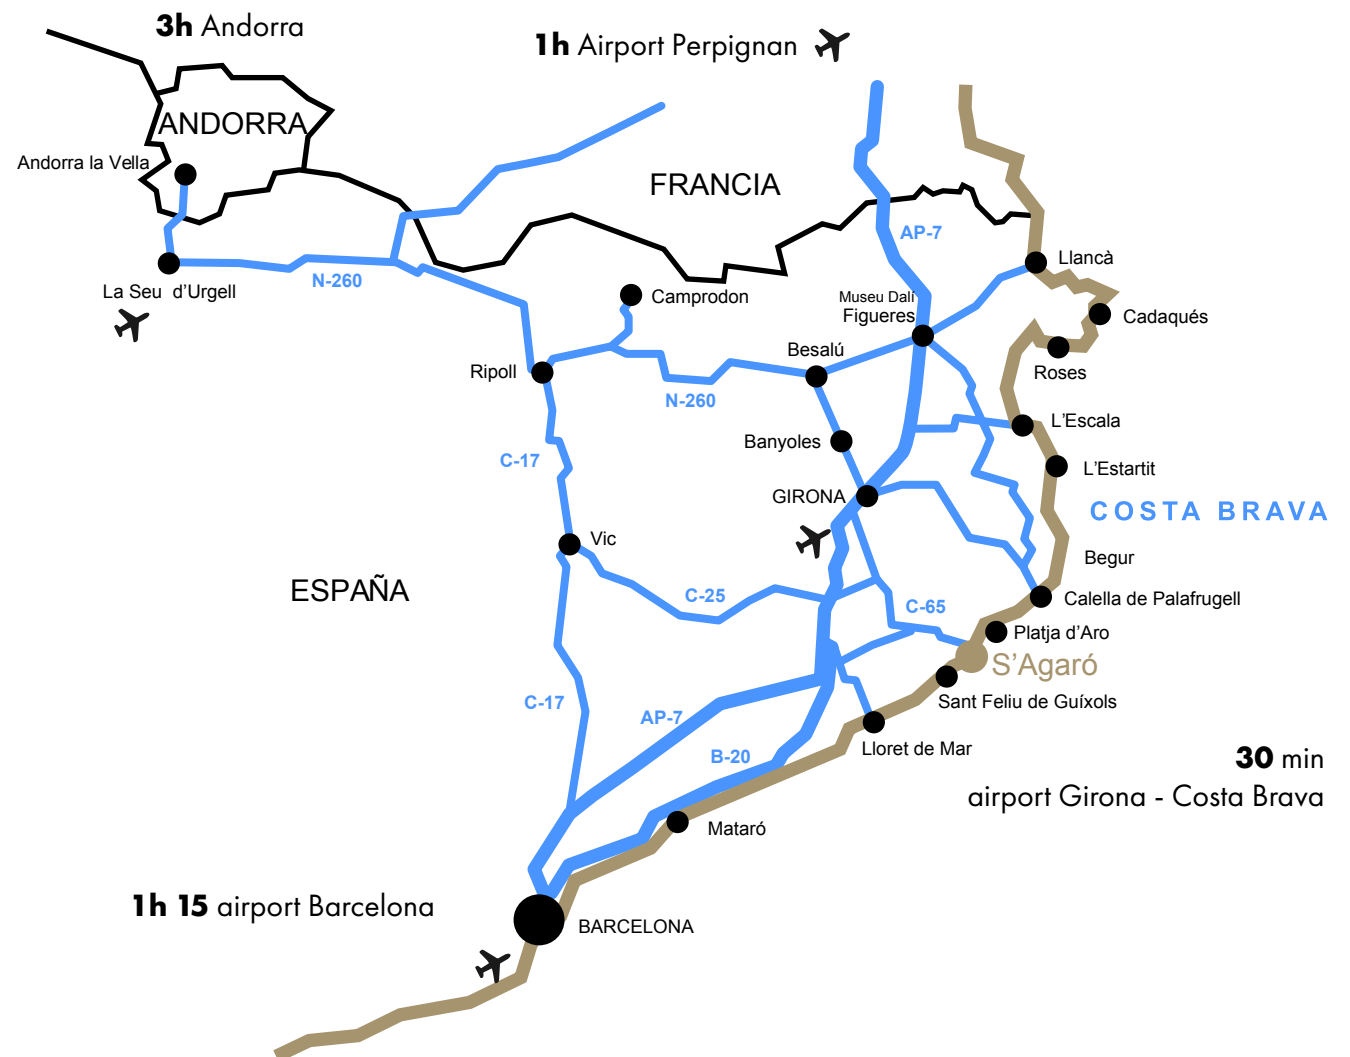 3h Andorra
1h Airport Perpignan
ANDORRA
Andorra la Vella
FRANCIA
AP-7
Llancà
La Seu d'Urgell
N-260
Camprodon
Museu Dalí
Figueres
Cadaqués
Besalú
Roses
Ripoll
N-260
L'Escala
Banyoles
C-17
L'Estartit
GIRONA
COSTA BRAVA
Vic
Begur
ESPAÑA
C-25
C-65
Calella de Palafrugell
Platja d'Aro
S'Agaró
Sant Feliu de Guíxols
C-17
AP-7
Lloret de Mar
B-20
30 min
airport Girona - Costa Brava
Mataró
1h 15 airport Barcelona
BARCELONA